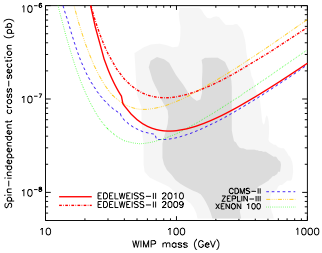 10⁻⁶
10⁻⁷
10⁻⁸
Spin-independent cross-section (pb)
EDELWEISS-II 2010
EDELWEISS-II 2009
CDMS-II
ZEPLIN-III
XENON 100
10 100 1000
WIMP mass (GeV)